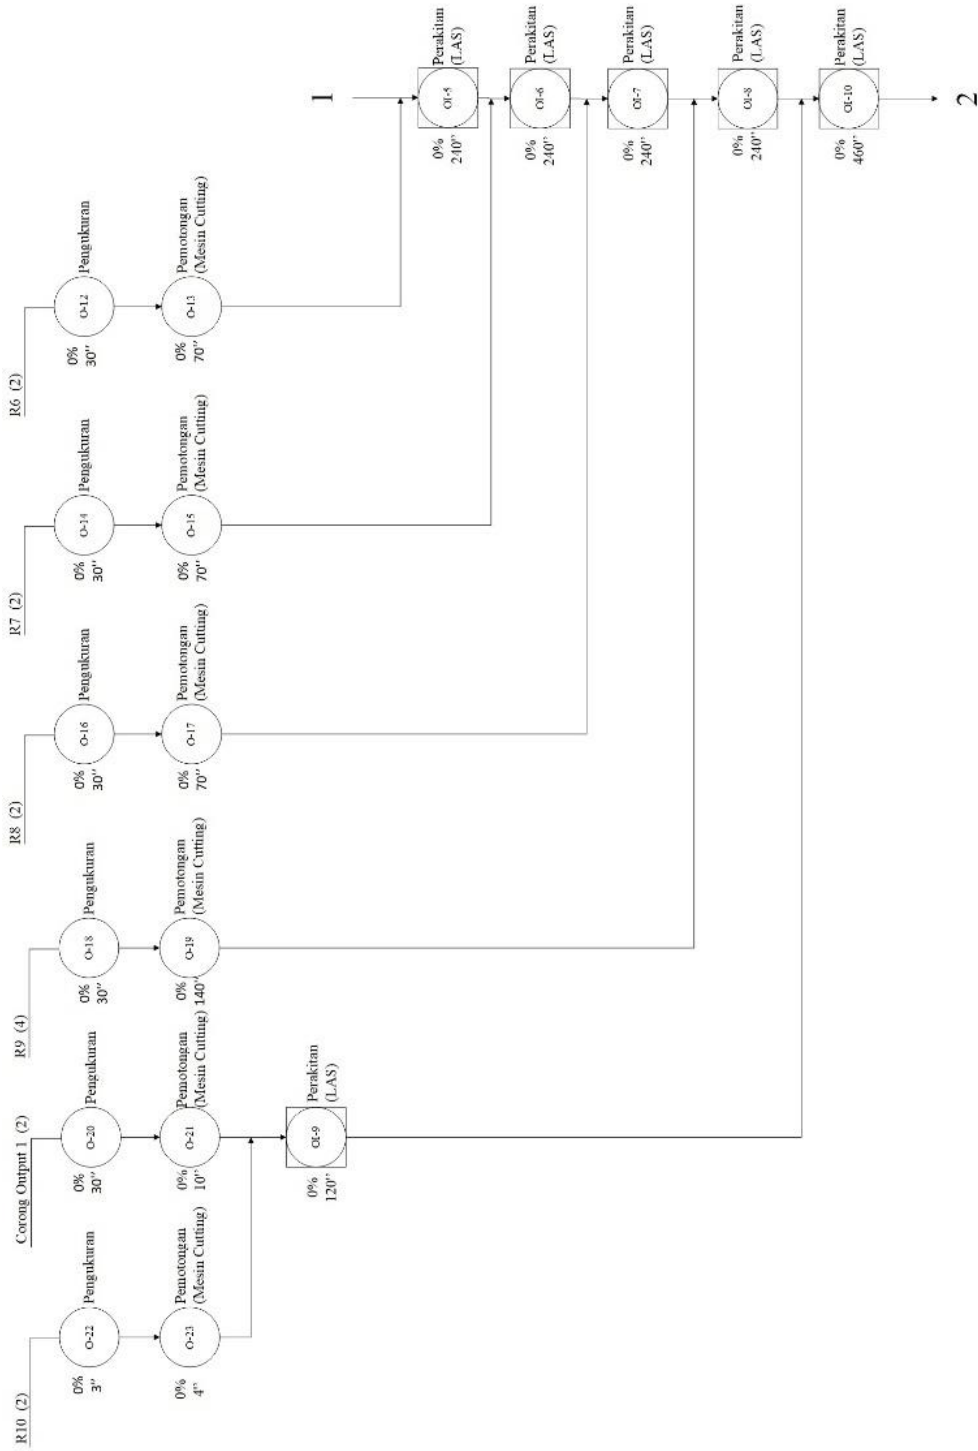 R10 (2)
0%
3"
O-22
Pengukuran
0%
4"
O-23
Pemotongan
(Mesin Cutting)
Corong Output 1 (2)
0%
30"
O-20
Pengukuran
0%
10"
O-21
Pemotongan
(Mesin Cutting)
0%
120"
OI-9
Perakitan
(LAS)
R9 (4)
0%
30"
O-18
Pengukuran
0%
140"
O-19
Pemotongan
(Mesin Cutting)
R8 (2)
0%
30"
O-16
Pengukuran
0%
70"
O-17
Pemotongan
(Mesin Cutting)
R7 (2)
0%
30"
O-14
Pengukuran
0%
70"
O-15
Pemotongan
(Mesin Cutting)
R6 (2)
0%
30"
O-12
Pengukuran
0%
70"
O-13
Pemotongan
(Mesin Cutting)
1
0%
240"
OI-5
Perakitan
(LAS)
0%
240"
OI-6
Perakitan
(LAS)
0%
240"
OI-7
Perakitan
(LAS)
0%
240"
OI-8
Perakitan
(LAS)
0%
460"
OI-10
Perakitan
(LAS)
2